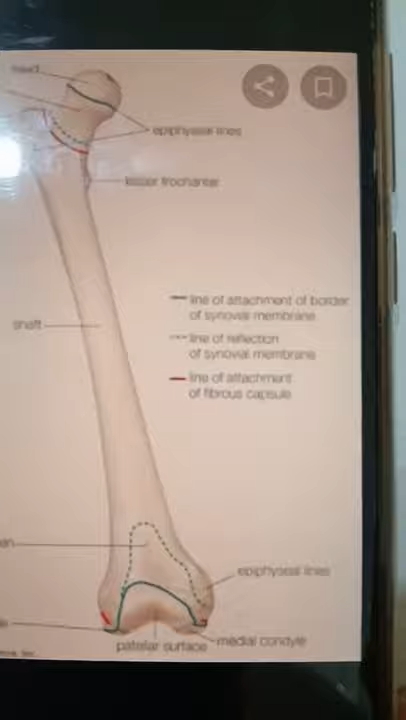 head
epiphyseal lines
lesser trochanter
line of attachment of border
of synovial membrane
shaft
line of reflection
of synovial membrane
line of attachment
of fibrous capsule
epiphyseal lines
medial condyle
patellar surface